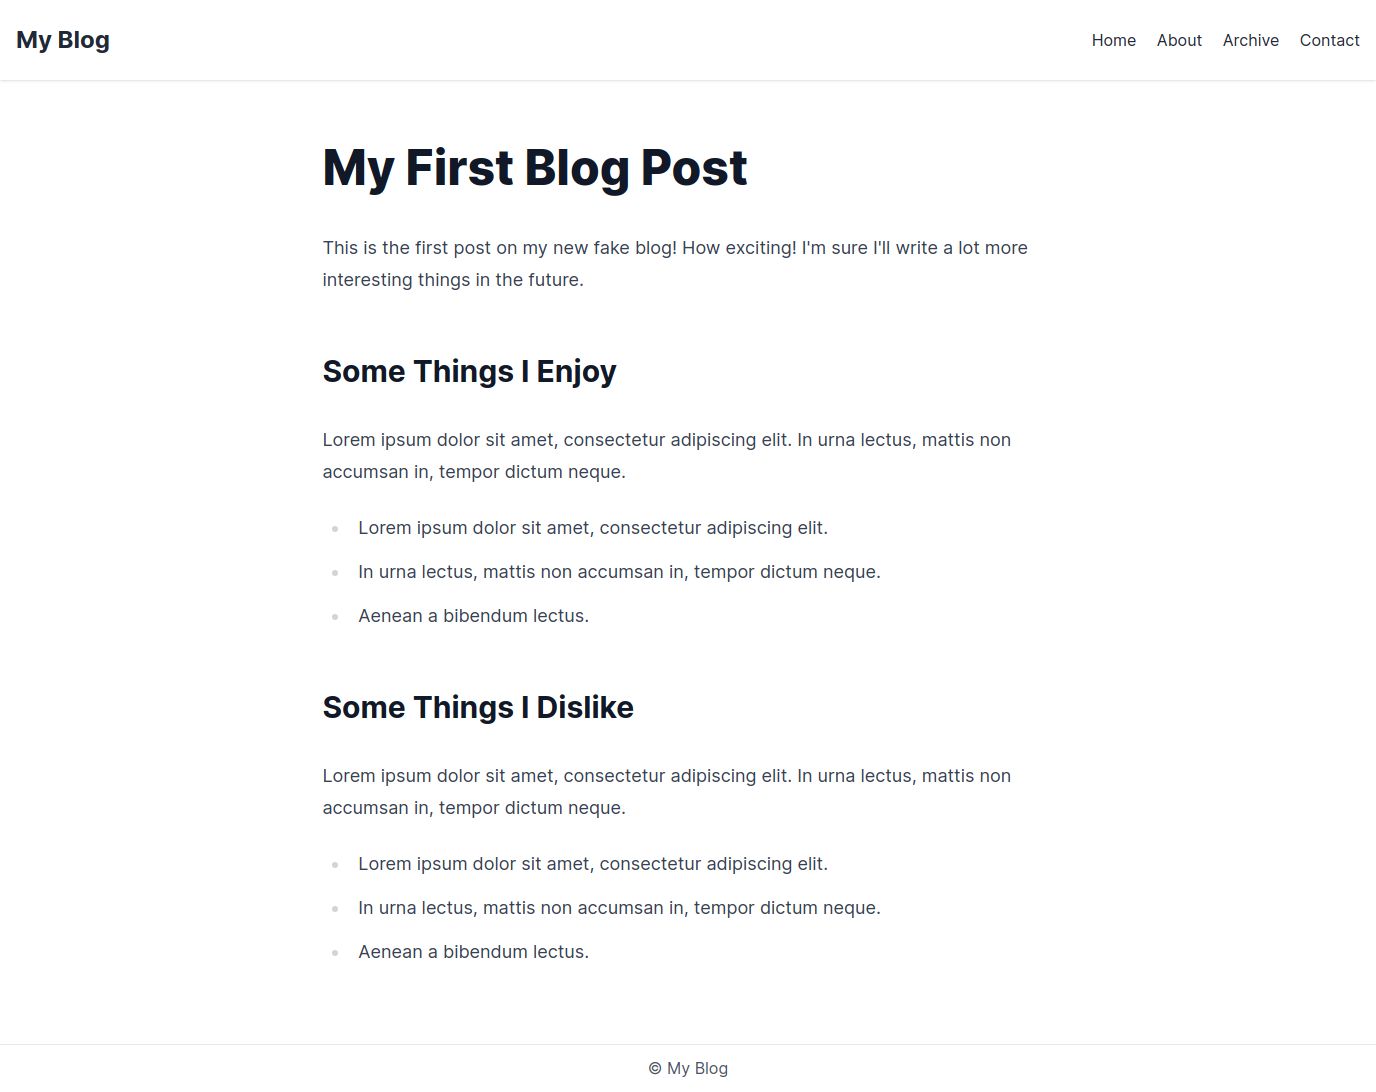 My Blog
Home About Archive Contact
My First Blog Post
This is the first post on my new fake blog! How exciting! I'm sure I'll write a lot more
interesting things in the future.
Some Things I Enjoy
Lorem ipsum dolor sit amet, consectetur adipiscing elit. In urna lectus, mattis non
accumsan in, tempor dictum neque.
Lorem ipsum dolor sit amet, consectetur adipiscing elit.
In urna lectus, mattis non accumsan in, tempor dictum neque.
Aenean a bibendum lectus.
Some Things I Dislike
Lorem ipsum dolor sit amet, consectetur adipiscing elit. In urna lectus, mattis non
accumsan in, tempor dictum neque.
Lorem ipsum dolor sit amet, consectetur adipiscing elit.
In urna lectus, mattis non accumsan in, tempor dictum neque.
Aenean a bibendum lectus.
© My Blog